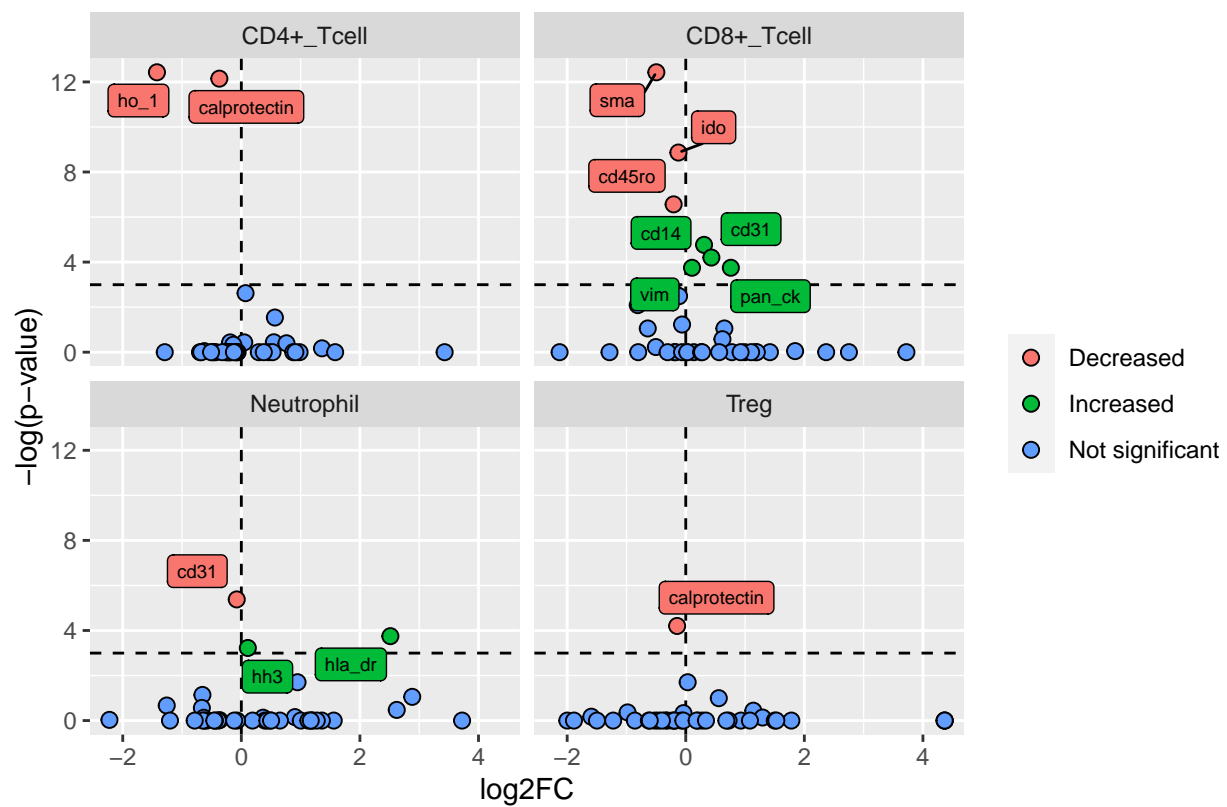 CD4+_Tcell
CD8+_Tcell
12
8
4
0
ho_1
calprotectin
sma
ido
cd45ro
cd14
cd31
vim
pan_ck
Neutrophil
Treg
12
8
4
0
cd31
hh3
hla_dr
calprotectin
−2
0
2
4
−2
0
2
4
log2FC
−log(p−value)
Decreased
Increased
Not significant